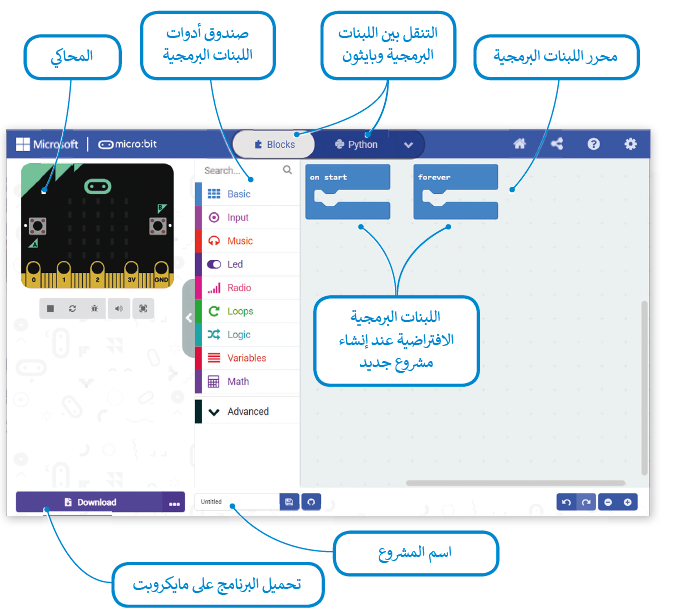 المحاكي
صندوق أدوات
اللبنات البرمجية
التنقل بين اللبنات
البرمجية وبايثون
محرر اللبنات البرمجية
Microsoft | micro:bit
Blocks
Python
Search...
Basic
Input
Music
Led
Radio
Loops
Logic
Variables
Math
Advanced
on start
forever
A
B
0 1 2 3V GND
اللبنات البرمجية
الافتراضية عند إنشاء
مشروع جديد
Download
Untitled
اسم المشروع
تحميل البرنامج على مايكروبت